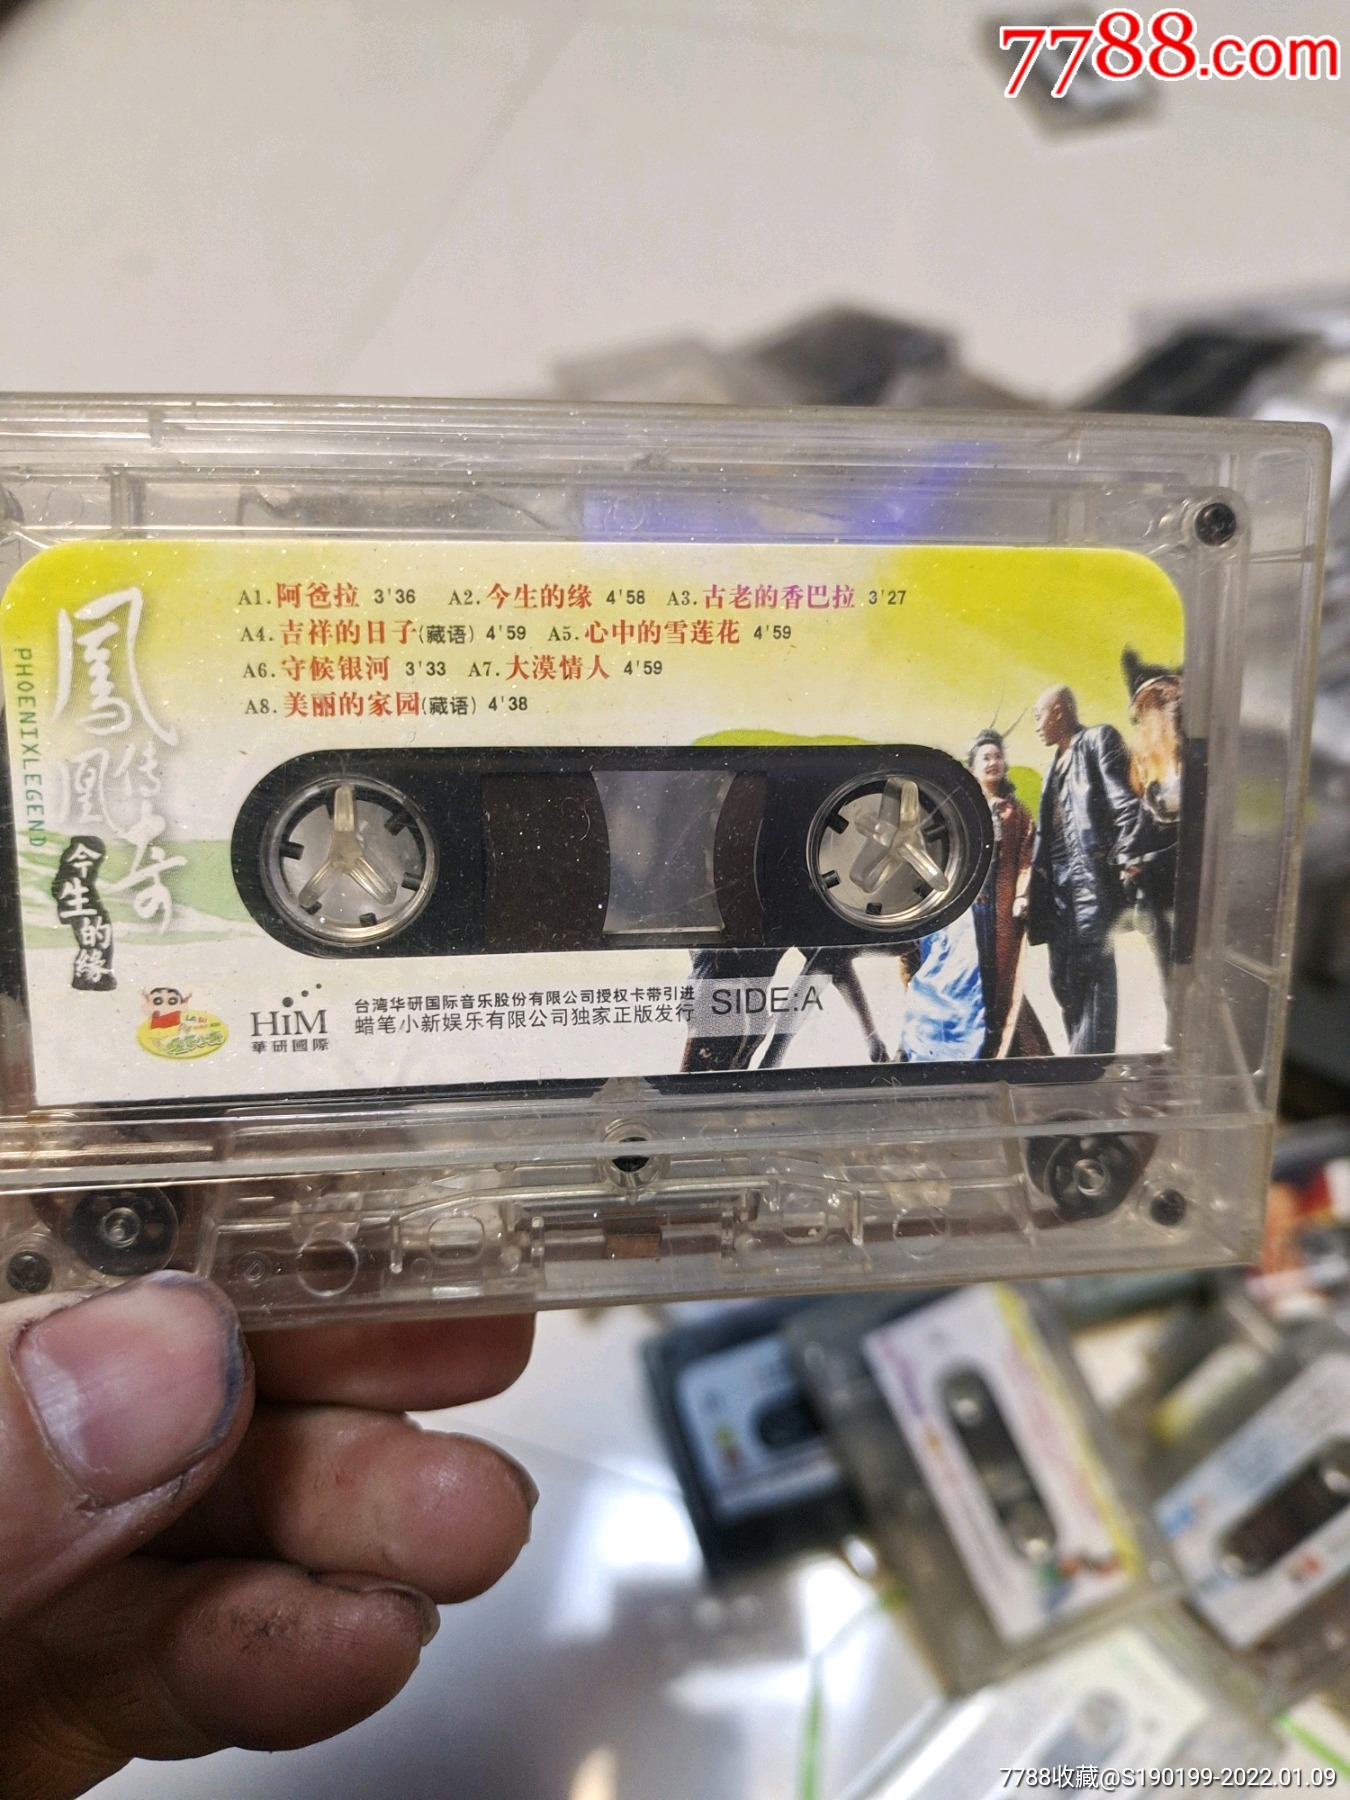 7788.com
A1.阿爸拉 3'36 A2.今生的缘 4'58 A3.古老的香巴拉 3'27
A4.吉祥的日子(藏语) 4'59 A5.心中的雪莲花 4'59
A6.守候银河 3'33 A7.大漠情人 4'59
A8.美丽的家园(藏语) 4'38
鳳凰传奇
PHOENIXLEGEND
今生的缘
HiM
華研國際
台湾华研国际音乐股份有限公司授权卡带引进
蜡笔小新娱乐有限公司独家正版发行
SIDE:A
7788收藏@S190199-2022.01.09